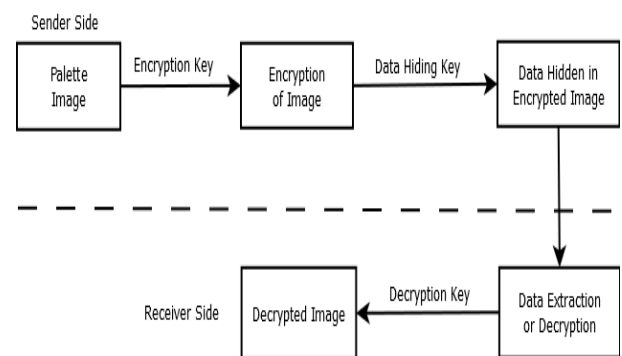 Sender Side
Palette
Image
Encryption Key
Encryption
of Image
Data Hiding Key
Data Hidden in
Encrypted Image
Receiver Side
Decrypted Image
Decryption Key
Data Extraction
or Decryption